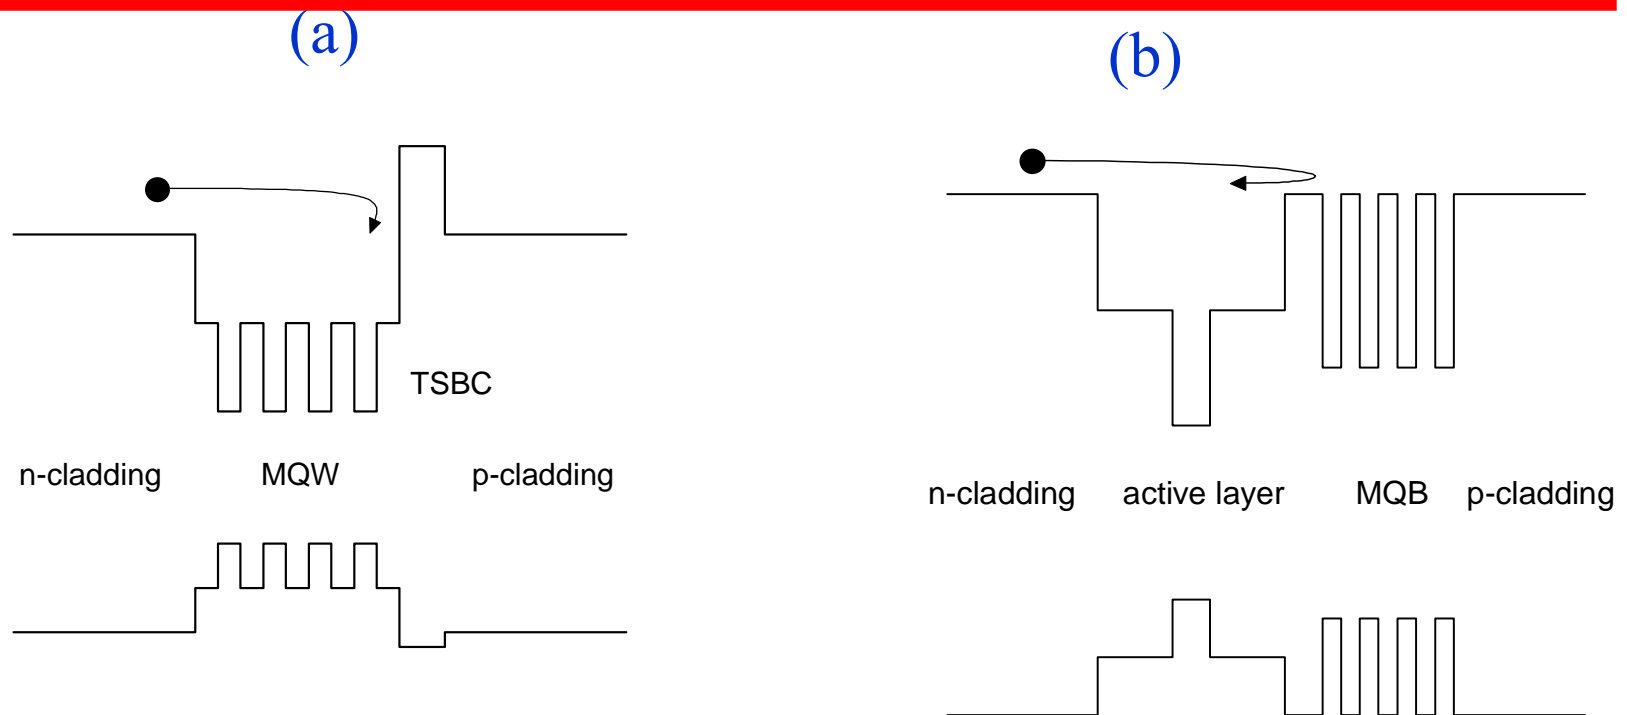 (a)
(b)
TSBC
n-cladding MQW p-cladding
n-cladding active layer MQB p-cladding